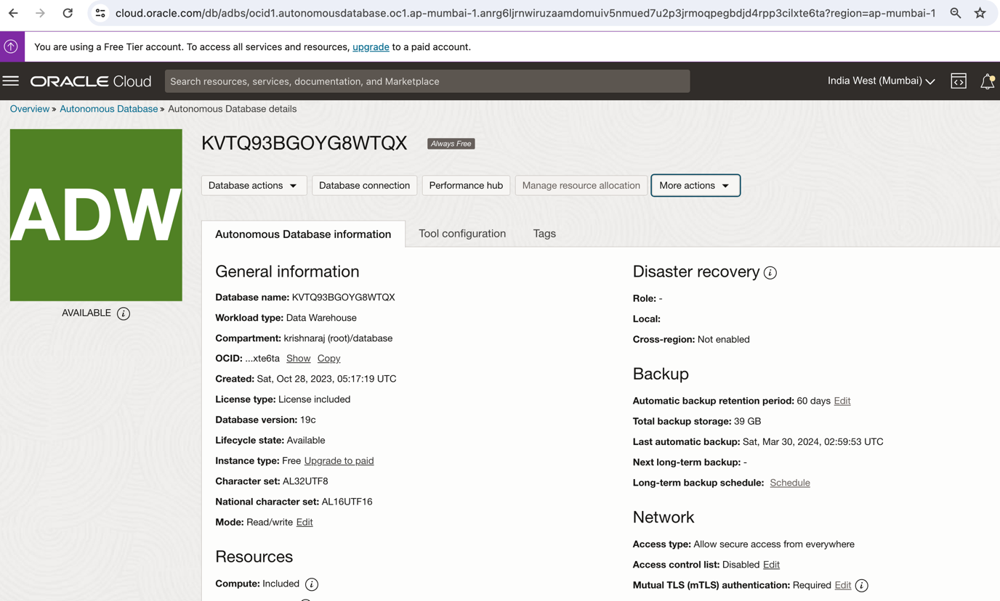 cloud.oracle.com/db/adbs/ocid1.autonomousdatabase.oc1.ap-mumbai-1.anrg6ljrnwiruzaamdomuiv5nmued7u2p3jrmoqpegbdjd4rpp3cilxte6ta?region=ap-mumbai-1
You are using a Free Tier account. To access all services and resources, upgrade to a paid account.
ORACLE Cloud
Search resources, services, documentation, and Marketplace
India West (Mumbai)
Overview » Autonomous Database » Autonomous Database details
ADW
AVAILABLE
KVTQ93BGOYG8WTQX
Always Free
Database actions
Database connection
Performance hub
Manage resource allocation
More actions
Autonomous Database information
Tool configuration
Tags
General information
Database name: KVTQ93BGOYG8WTQX
Workload type: Data Warehouse
Compartment: krishnaraj (root)/database
OCID: ...xte6ta Show Copy
Created: Sat, Oct 28, 2023, 05:17:19 UTC
License type: License included
Database version: 19c
Lifecycle state: Available
Instance type: Free Upgrade to paid
Character set: AL32UTF8
National character set: AL16UTF16
Mode: Read/write Edit
Resources
Compute: Included
Disaster recovery
Role: -
Local:
Cross-region: Not enabled
Backup
Automatic backup retention period: 60 days Edit
Total backup storage: 39 GB
Last automatic backup: Sat, Mar 30, 2024, 02:59:53 UTC
Next long-term backup: -
Long-term backup schedule: Schedule
Network
Access type: Allow secure access from everywhere
Access control list: Disabled Edit
Mutual TLS (mTLS) authentication: Required Edit